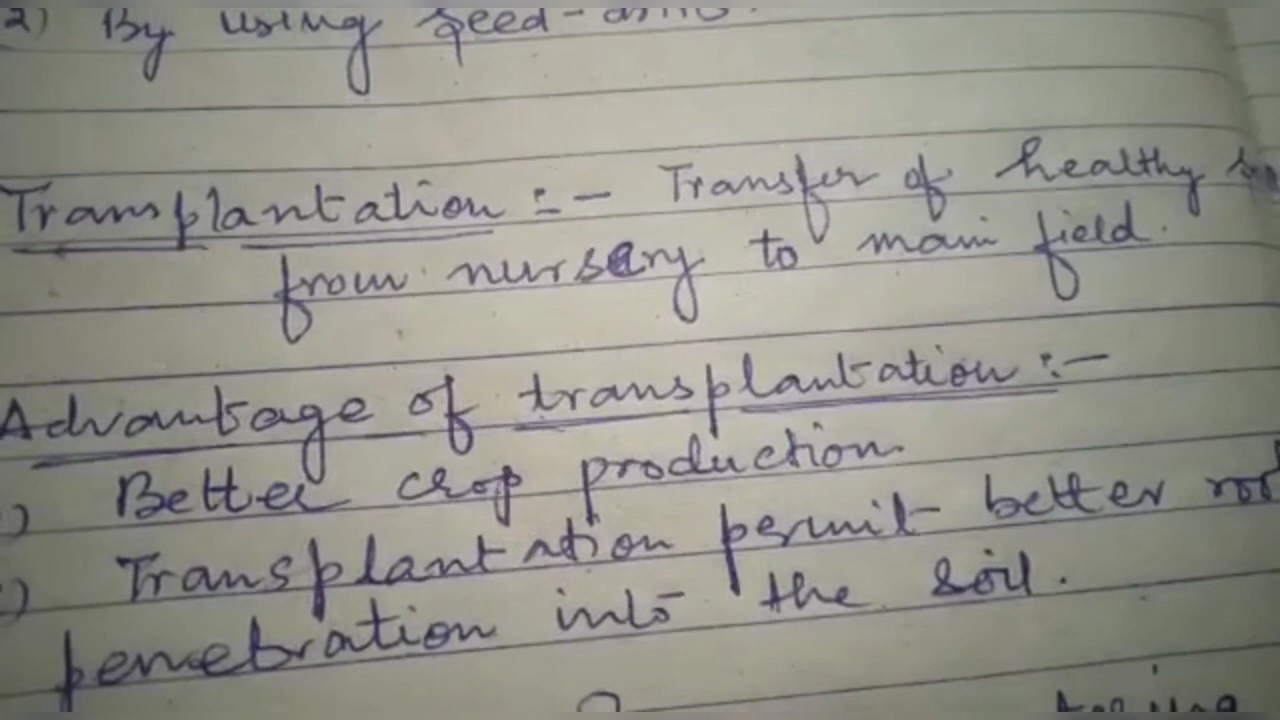 2) By using seed-
Transplantation :- Transfer of healthy
from nursery to main field.
Advantage of transplantation :-
) Better crop production.
) Transplantation permit better
penetration into the soil.